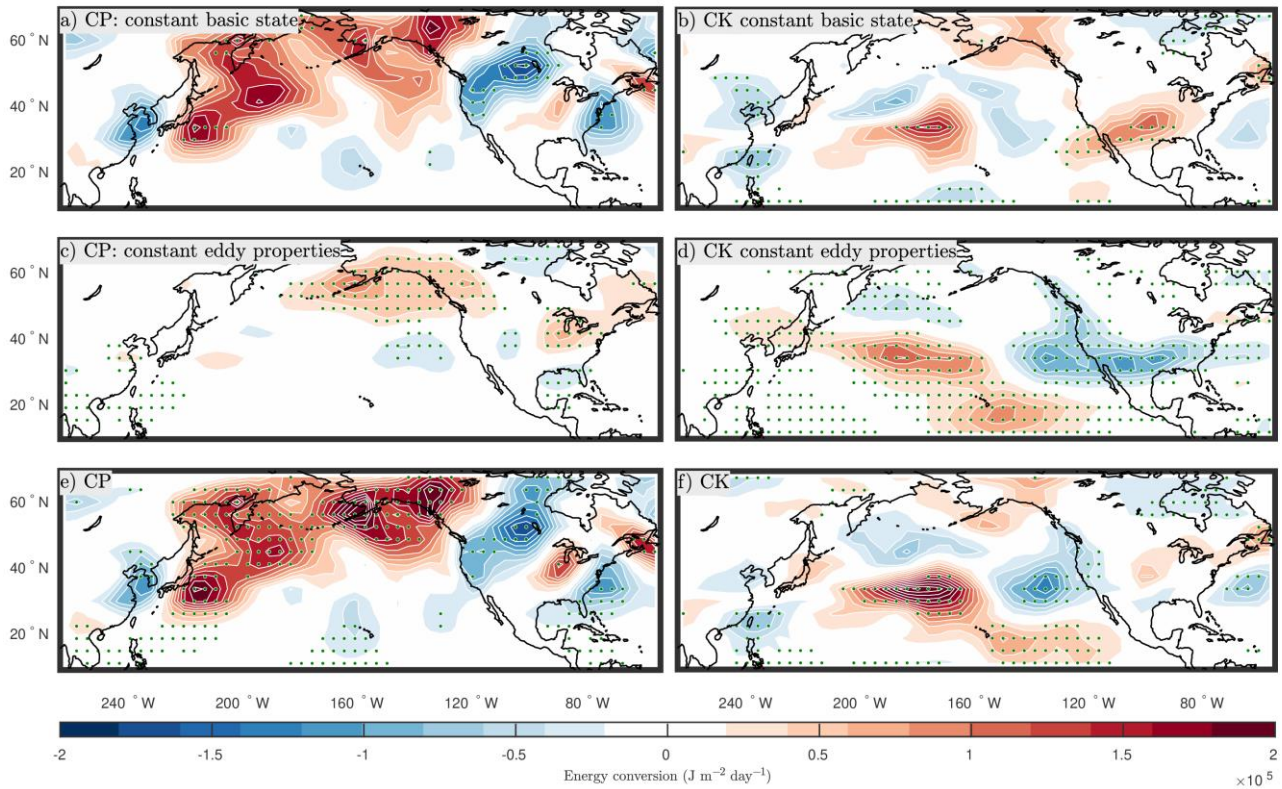 a) CP: constant basic state
b) CK constant basic state
60 ° N
40 ° N
20 ° N
c) CP: constant eddy properties
d) CK constant eddy properties
60 ° N
40 ° N
20 ° N
e) CP
f) CK
60 ° N
40 ° N
20 ° N
240 ° W 200 ° W 160 ° W 120 ° W 80 ° W 240 ° W 200 ° W 160 ° W 120 ° W 80 ° W
-2 -1.5 -1 -0.5 0 0.5 1 1.5 2
Energy conversion (J m⁻² day⁻¹)
×10⁵